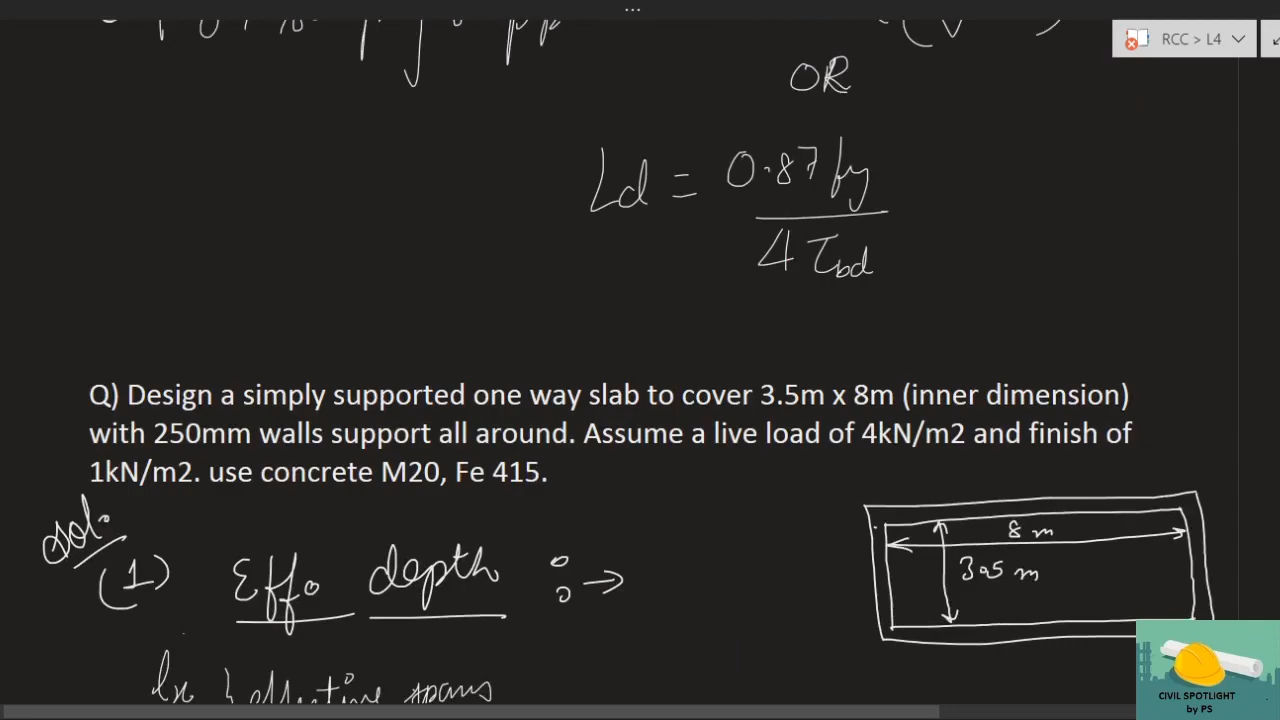 RCC > L4
OR
Ld = 0.87 fy
4 τbd
Q) Design a simply supported one way slab to cover 3.5m x 8m (inner dimension)
with 250mm walls support all around. Assume a live load of 4kN/m2 and finish of
1kN/m2. use concrete M20, Fe 415.
Sol.
(1) Eff. depth :→
8 m
3.5 m
lx } effective spans
CIVIL SPOTLIGHT
by PS